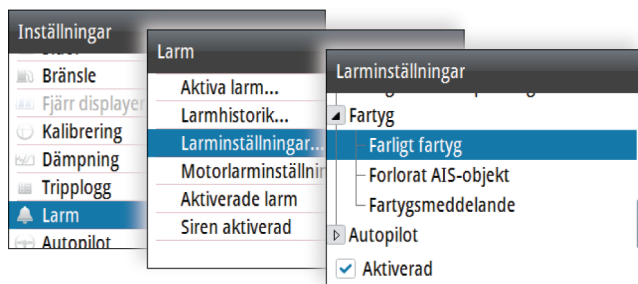 Inställningar
Bränsle
Fjärr displayer
Kalibrering
Dämpning
Tripplogg
Larm
Autopilot
Larm
Aktiva larm...
Larmhistorik...
Larminställningar...
Motorlarminställnin
Aktiverade larm
Siren aktiverad
Larminställningar
Fartyg
Farligt fartyg
Forlorat AIS-objekt
Fartygsmeddelande
Autopilot
Aktiverad